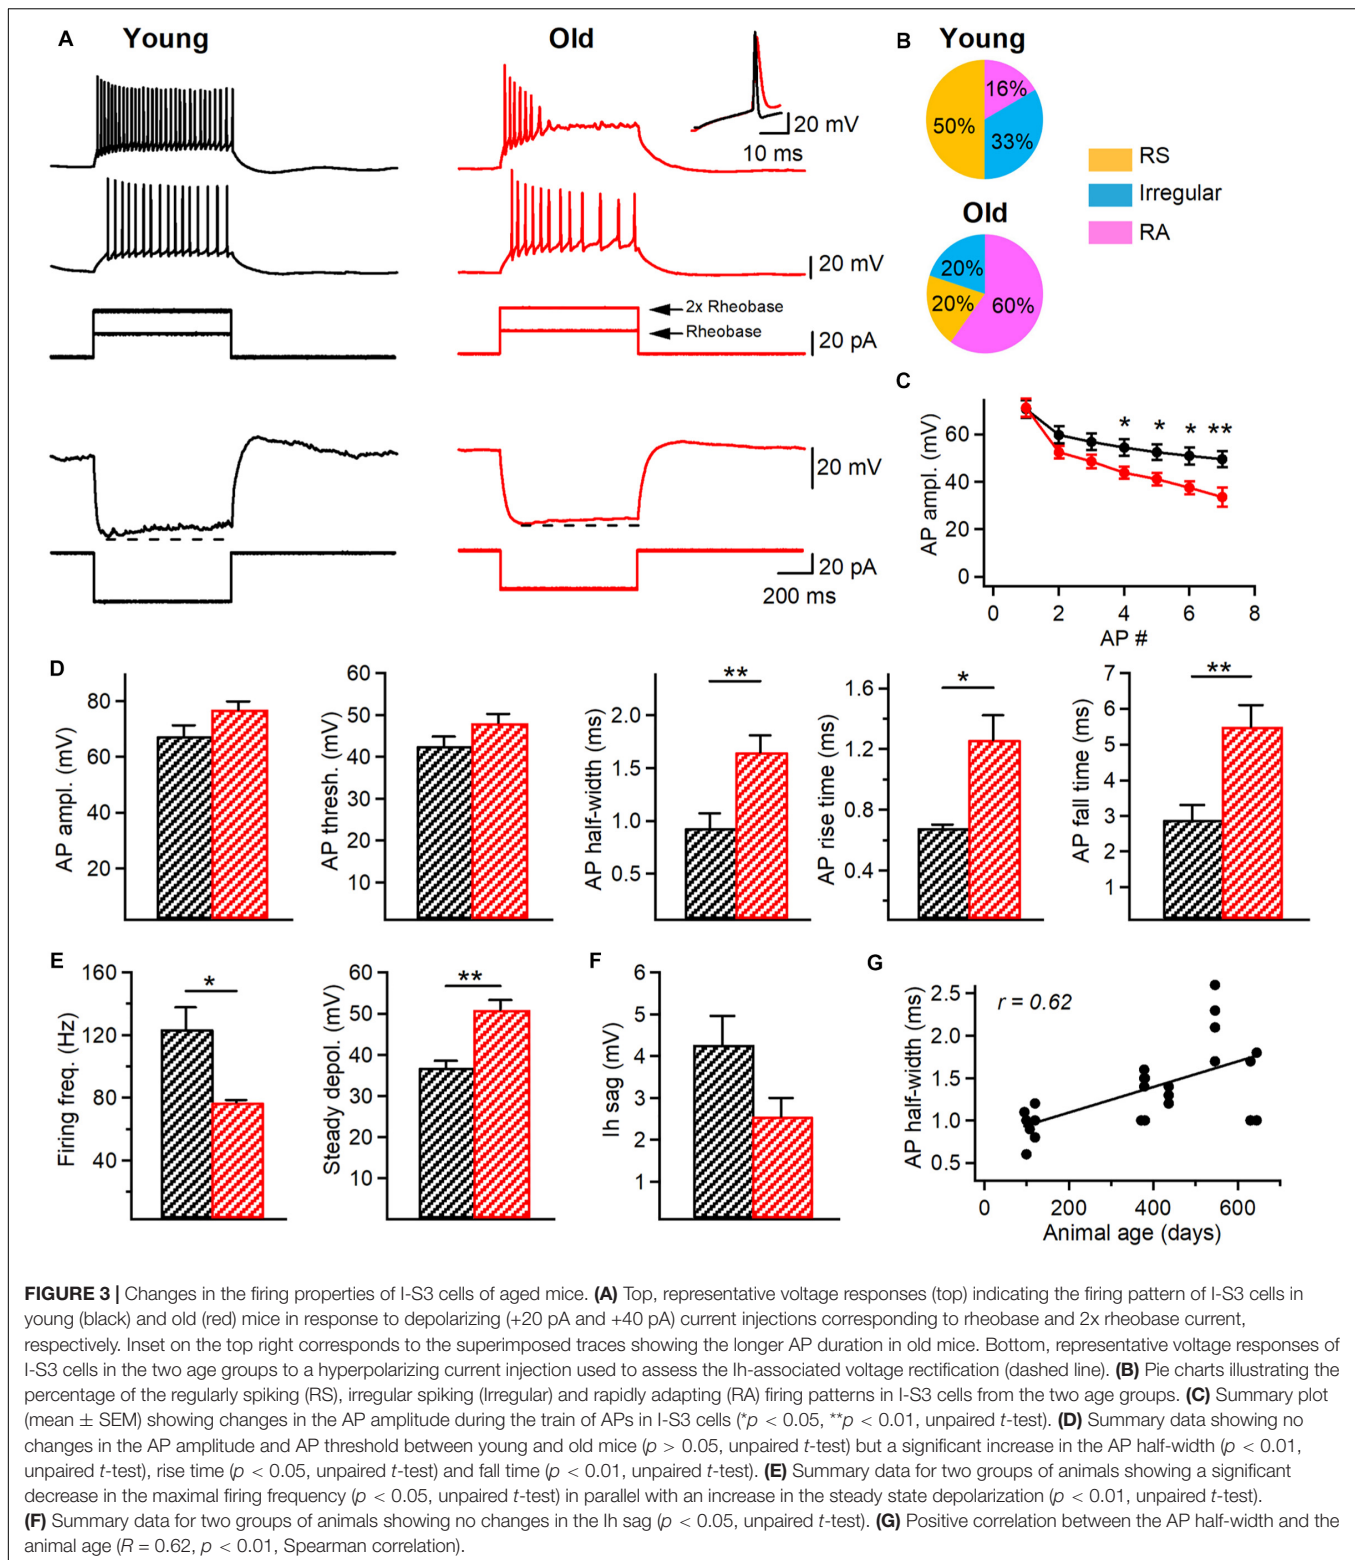 A
Young
Old
20 mV
10 ms
20 mV
2x Rheobase
Rheobase
20 pA
20 mV
20 pA
200 ms
B
Young
16%
50%
33%
RS
Irregular
RA
Old
20%
20%
60%
C
AP ampl. (mV)
60
40
20
0
* * * **
0 2 4 6 8
AP #
D
AP ampl. (mV)
80
60
40
20
AP thresh. (mV)
60
50
40
30
20
10
AP half-width (ms)
2.0
1.5
1.0
0.5
**
AP rise time (ms)
1.6
1.2
0.8
0.4
*
AP fall time (ms)
7
6
5
4
3
2
1
**
E
Firing freq. (Hz)
160
120
80
40
*
Steady depol. (mV)
60
50
40
30
20
10
**
F
Ih sag (mV)
6
5
4
3
2
1
G
AP half-width (ms)
2.5
2.0
1.5
1.0
0.5
r = 0.62
0 200 400 600
Animal age (days)
FIGURE 3 | Changes in the firing properties of I-S3 cells of aged mice. (A) Top, representative voltage responses (top) indicating the firing pattern of I-S3 cells in
young (black) and old (red) mice in response to depolarizing (+20 pA and +40 pA) current injections corresponding to rheobase and 2x rheobase current,
respectively. Inset on the top right corresponds to the superimposed traces showing the longer AP duration in old mice. Bottom, representative voltage responses of
I-S3 cells in the two age groups to a hyperpolarizing current injection used to assess the Ih-associated voltage rectification (dashed line). (B) Pie charts illustrating the
percentage of the regularly spiking (RS), irregular spiking (Irregular) and rapidly adapting (RA) firing patterns in I-S3 cells from the two age groups. (C) Summary plot
(mean ± SEM) showing changes in the AP amplitude during the train of APs in I-S3 cells (*p < 0.05, **p < 0.01, unpaired t-test). (D) Summary data showing no
changes in the AP amplitude and AP threshold between young and old mice (p > 0.05, unpaired t-test) but a significant increase in the AP half-width (p < 0.01,
unpaired t-test), rise time (p < 0.05, unpaired t-test) and fall time (p < 0.01, unpaired t-test). (E) Summary data for two groups of animals showing a significant
decrease in the maximal firing frequency (p < 0.05, unpaired t-test) in parallel with an increase in the steady state depolarization (p < 0.01, unpaired t-test).
(F) Summary data for two groups of animals showing no changes in the Ih sag (p < 0.05, unpaired t-test). (G) Positive correlation between the AP half-width and the
animal age (R = 0.62, p < 0.01, Spearman correlation).